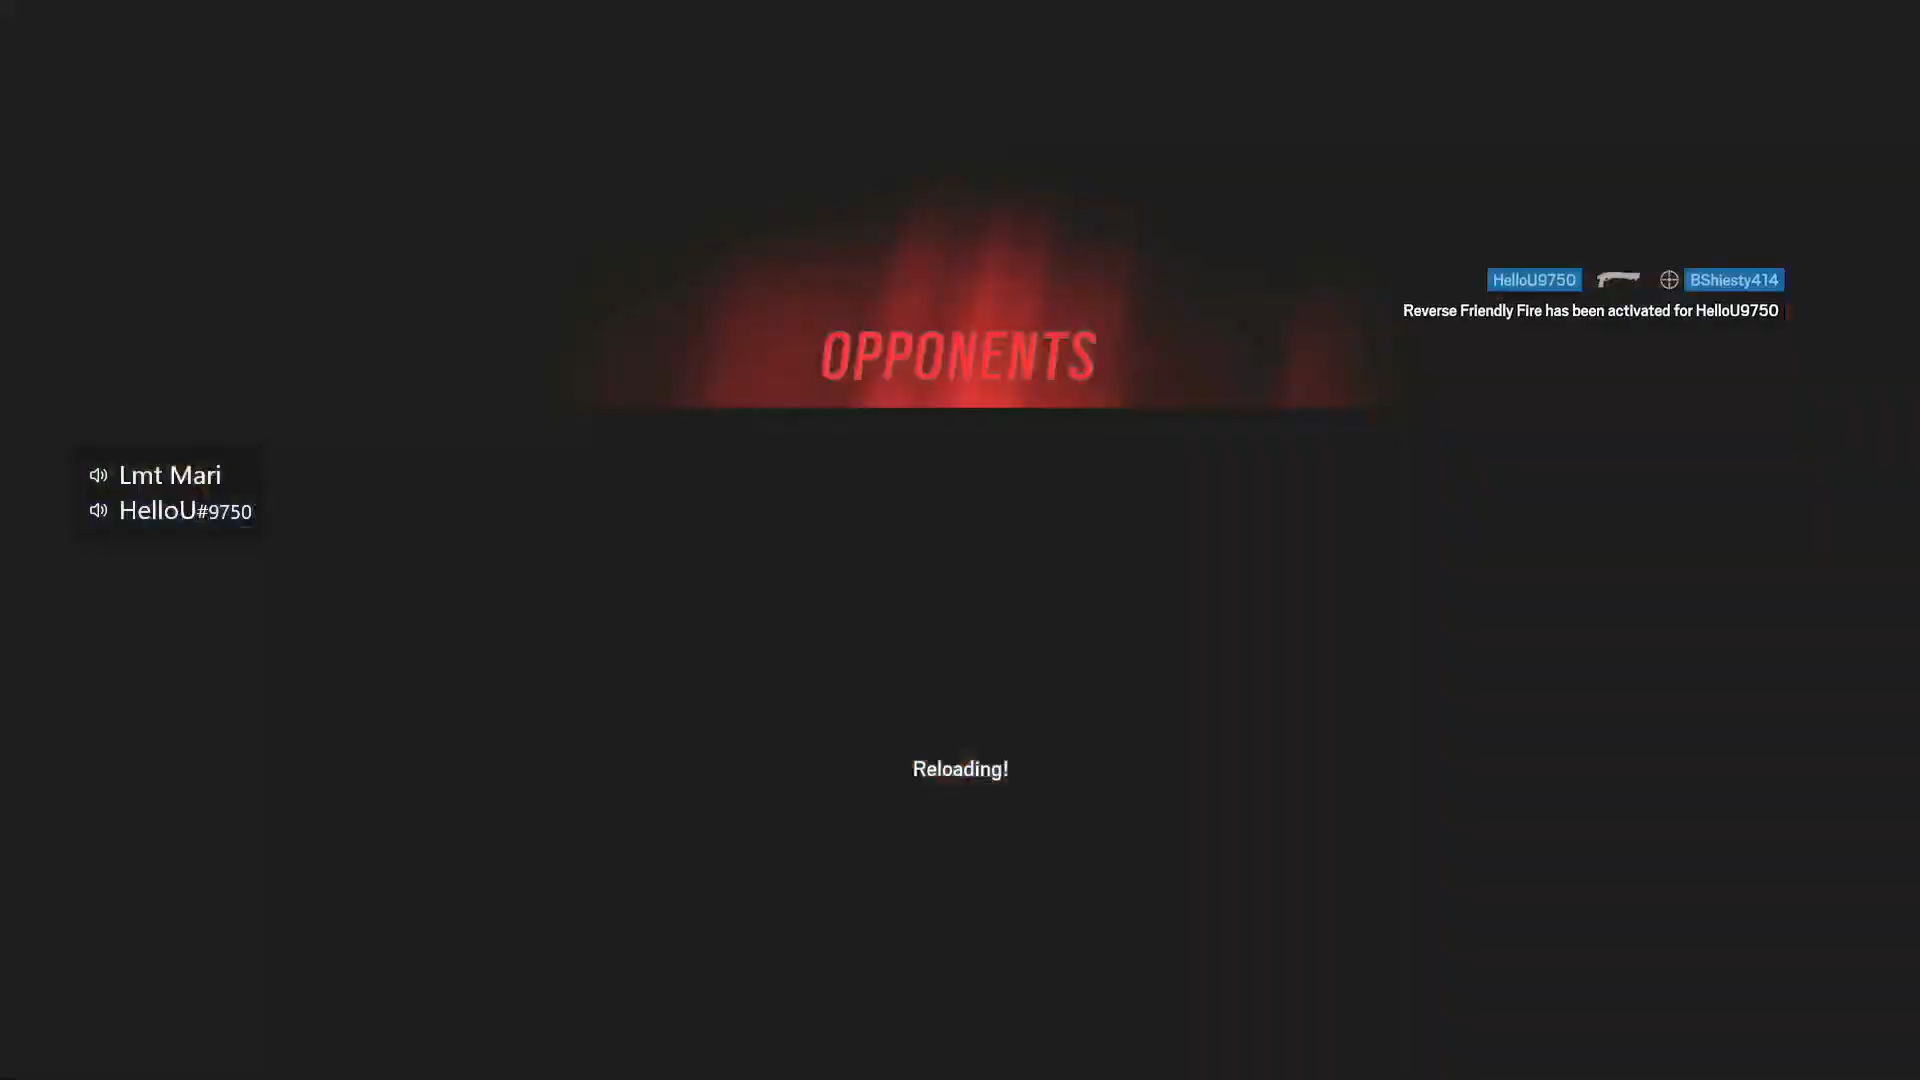 HelloU9750 BShiesty414
Reverse Friendly Fire has been activated for HelloU9750
OPPONENTS
Lmt Mari
HelloU#9750
Reloading!